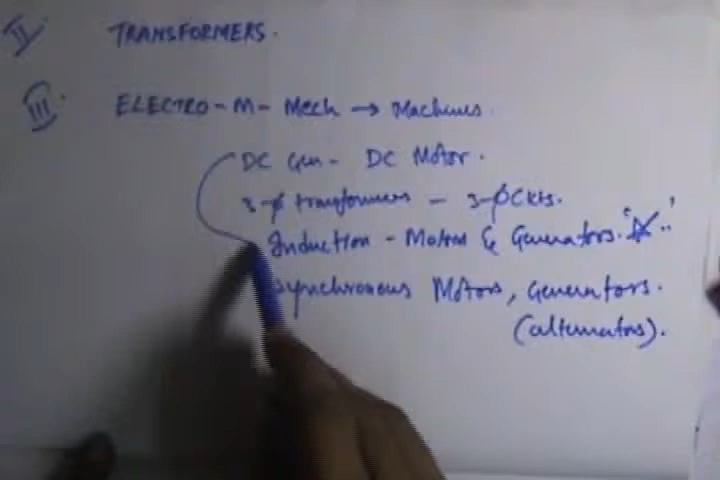 II TRANSFORMERS.
III. ELECTRO-M-Mech → Machines.
DC Gen - DC Motor.
3-ϕ transformers - 3-ϕ Ckts.
Induction - Motors & Generators.
Synchronous Motors, Generators.
(alternators).